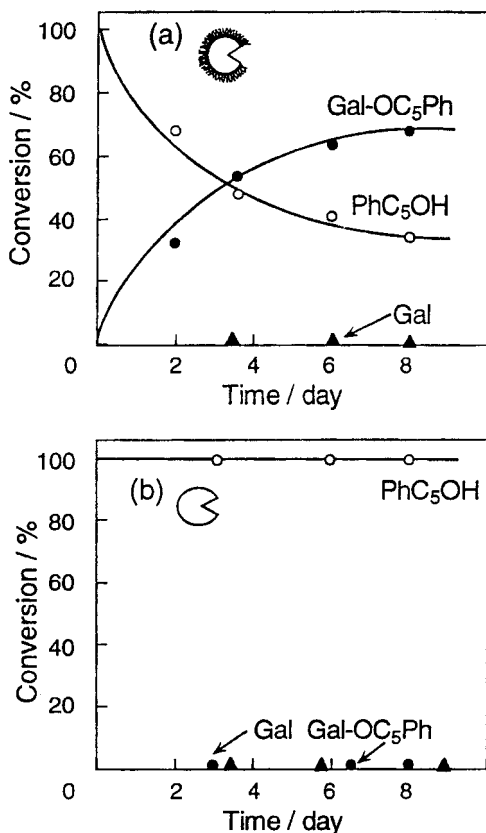 (a)
100
80
60
40
20
0
Conversion / %
Gal-OC₅Ph
PhC₅OH
Gal
2 4 6 8
Time / day
(b)
100
80
60
40
20
0
Conversion / %
PhC₅OH
Gal Gal-OC₅Ph
2 4 6 8
Time / day